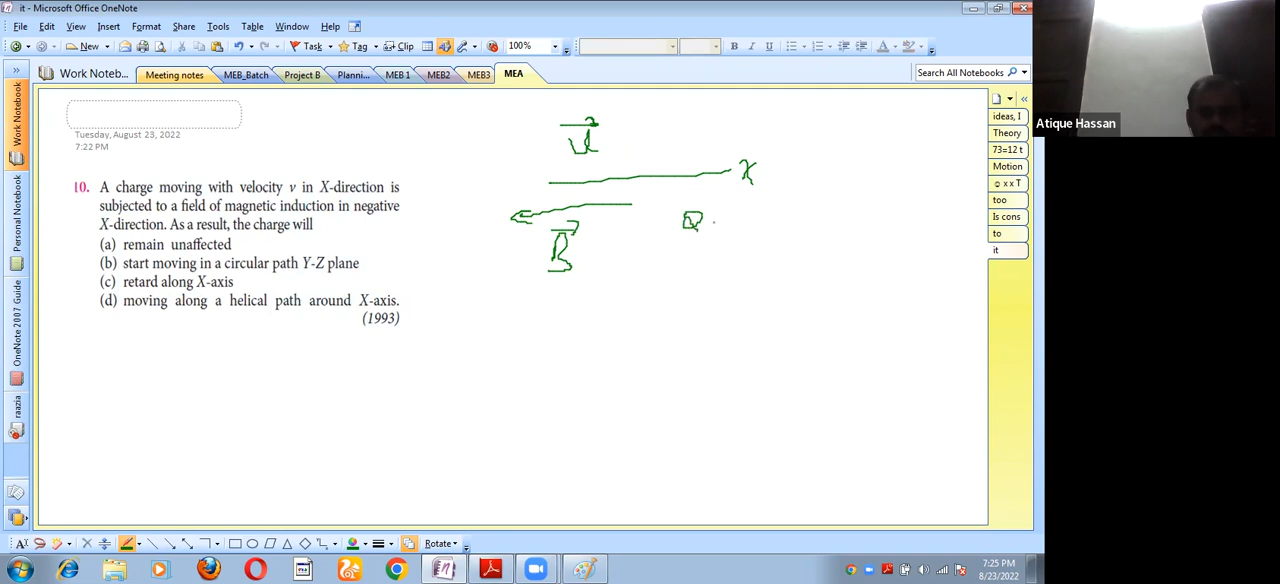 it - Microsoft Office OneNote
File Edit View Insert Format Share Tools Table Window Help
New Task Tag Clip 100% B I U A
Work Noteb... Meeting notes MEB_Batch Project B Planni... MEB 1 MEB2 MEB3 MEA Search All Notebooks
Work Notebook
Personal Notebook
OneNote 2007 Guide
raazia
Tuesday, August 23, 2022
7:22 PM
10. A charge moving with velocity v in X-direction is
subjected to a field of magnetic induction in negative
X-direction. As a result, the charge will
(a) remain unaffected
(b) start moving in a circular path Y-Z plane
(c) retard along X-axis
(d) moving along a helical path around X-axis.
(1993)
X
B
ideas, I
Theory
73=12 t
Motion
too
Is cons
to
it
Atique Hassan
Rotate
7:25 PM
8/23/2022